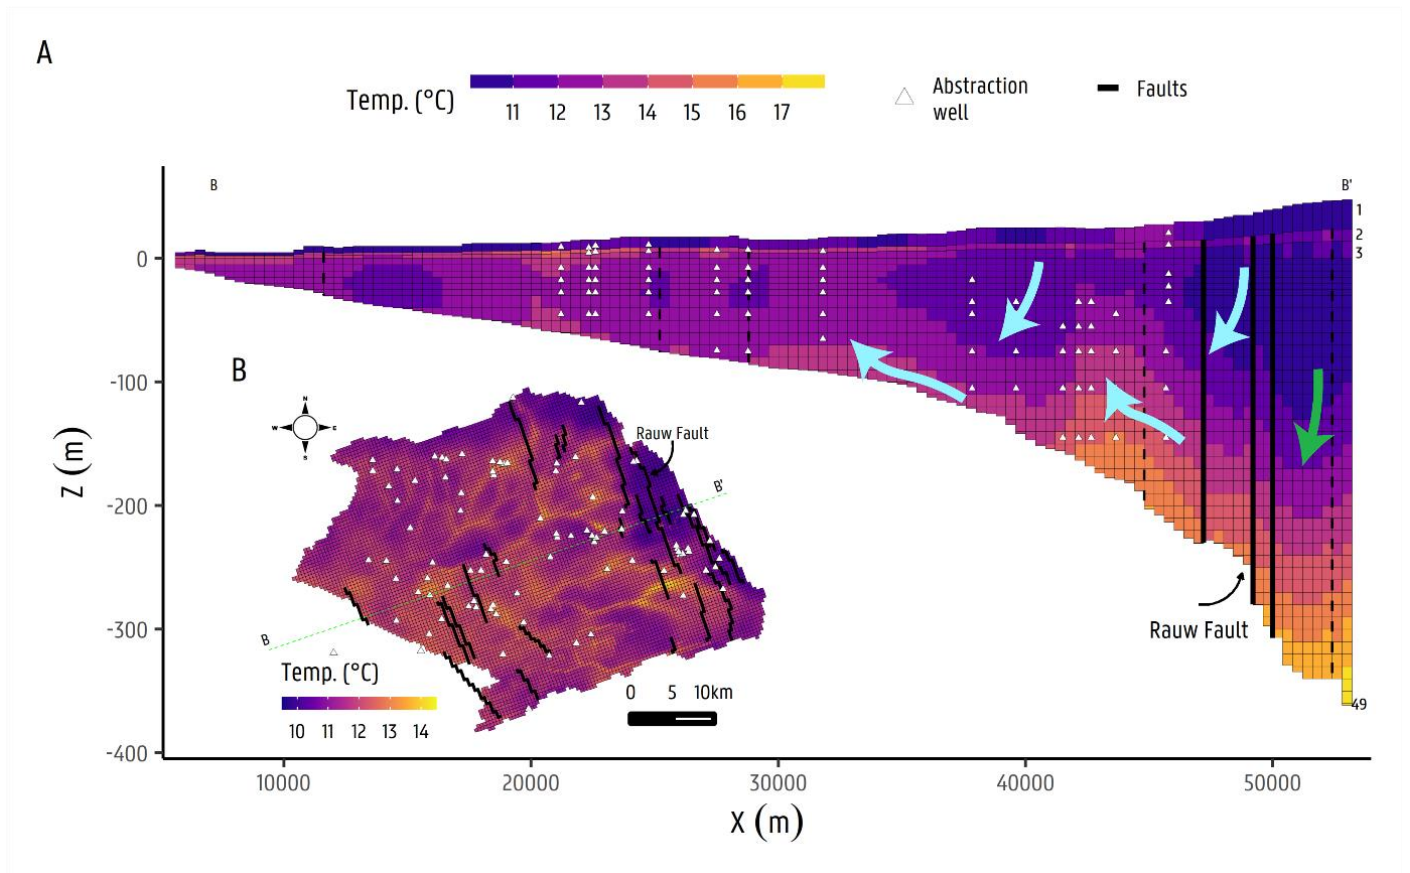 A
Temp. (°C)
11 12 13 14 15 16 17
Abstraction
well
Faults
B
B'
1
2
3
0
-100
-200
-300
-400
Z (m)
B
N
W E
S
Rauw Fault
B'
B
Temp. (°C)
10 11 12 13 14
0 5 10km
Rauw Fault
49
10000 20000 30000 40000 50000
X (m)